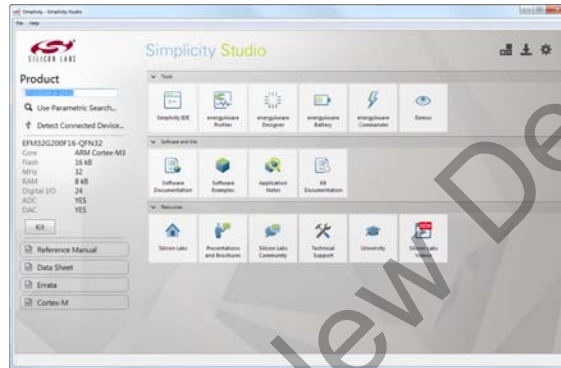 Simplicity - Simplicity Studio
File Help
SILICON LABS
Simplicity Studio
Product
Use Parametric Search...
Detect Connected Device...
EFM32G200F16-QFN32
Core ARM Cortex-M3
Flash 16 kB
MHz 32
RAM 8 kB
Digital I/O 24
ADC YES
DAC YES
Kit
Reference Manual
Data Sheet
Errata
Cortex-M
Tools
Simplicity IDE
energyAware Profiler
energyAware Designer
energyAware Battery
energyAware Commander
Demos
Software and Kits
Software Documentation
Software Examples
Application Notes
Kit Documentation
Resources
Silicon Labs
Presentations and Brochures
Silicon Labs Community
Technical Support
University
NEW
Silicon Labs Videos
New D